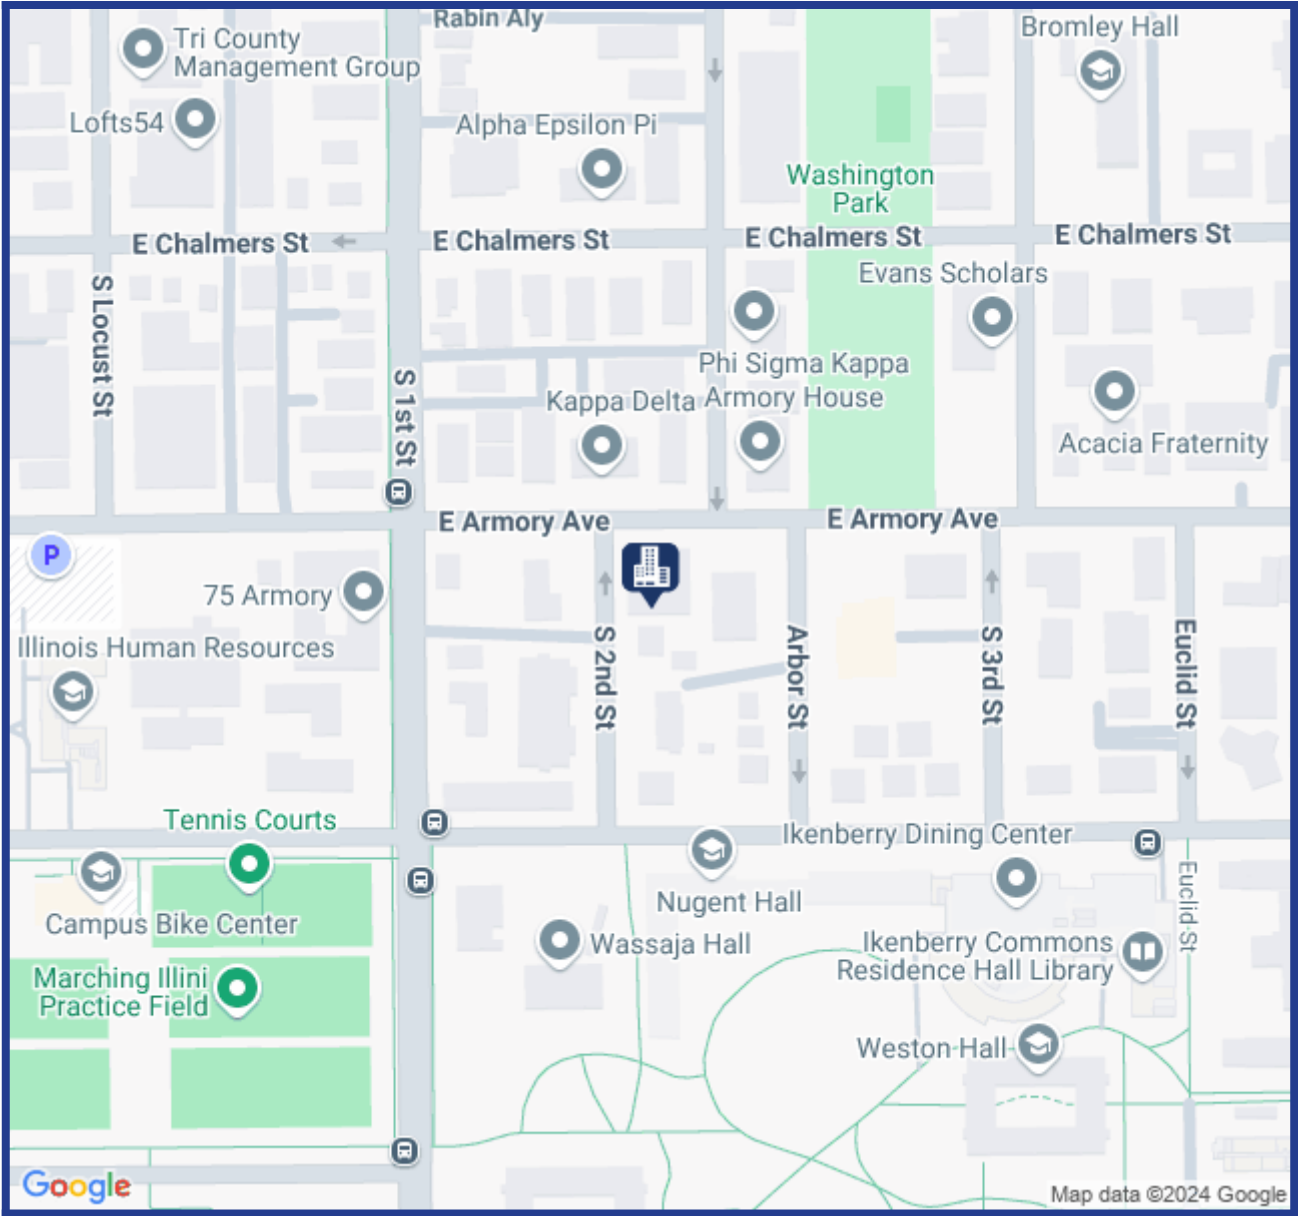 Rabin Aly
Bromley Hall
Tri County
Management Group
Lofts54
Alpha Epsilon Pi
Washington
Park
E Chalmers St
E Chalmers St
E Chalmers St
E Chalmers St
Evans Scholars
S Locust St
S 1st St
Phi Sigma Kappa
Kappa Delta
Armory House
Acacia Fraternity
E Armory Ave
E Armory Ave
P
75 Armory
Illinois Human Resources
S 2nd St
Arbor St
S 3rd St
Euclid St
Tennis Courts
Ikenberry Dining Center
Nugent Hall
Euclid St
Campus Bike Center
Wassaja Hall
Ikenberry Commons
Residence Hall Library
Marching Illini
Practice Field
Weston Hall
Google
Map data ©2024 Google